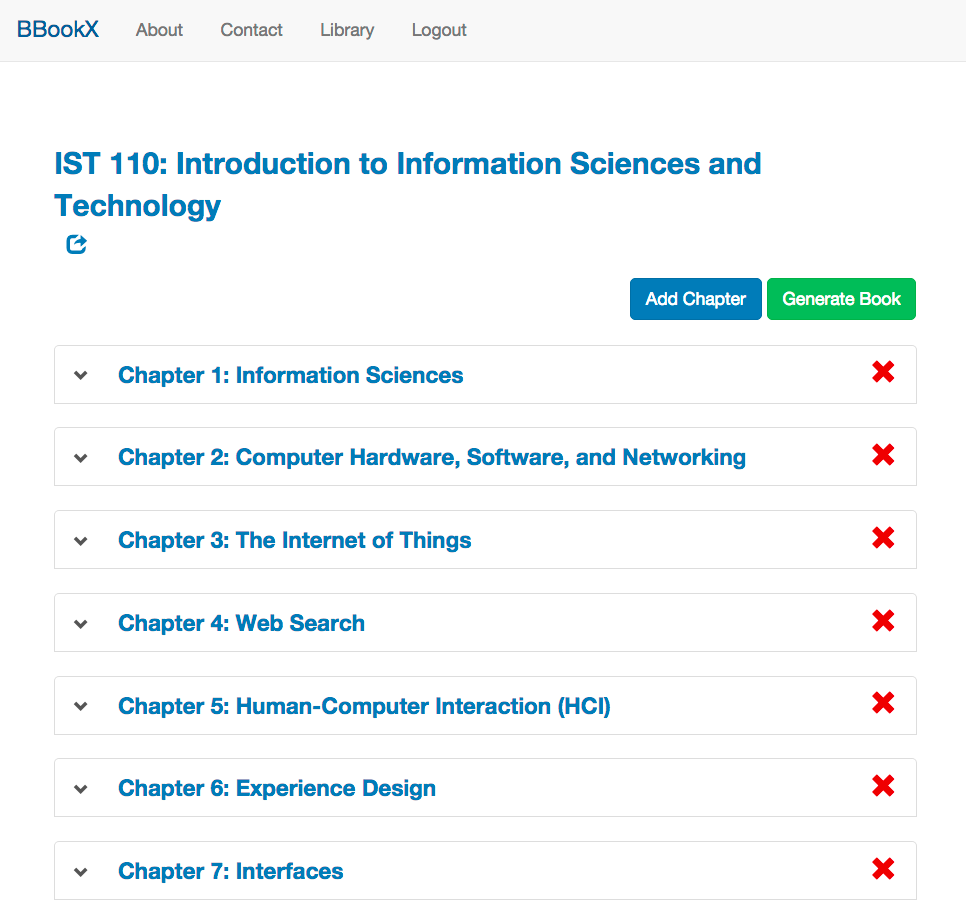 BBookX About Contact Library Logout
IST 110: Introduction to Information Sciences and
Technology
Add Chapter Generate Book
Chapter 1: Information Sciences
Chapter 2: Computer Hardware, Software, and Networking
Chapter 3: The Internet of Things
Chapter 4: Web Search
Chapter 5: Human-Computer Interaction (HCI)
Chapter 6: Experience Design
Chapter 7: Interfaces